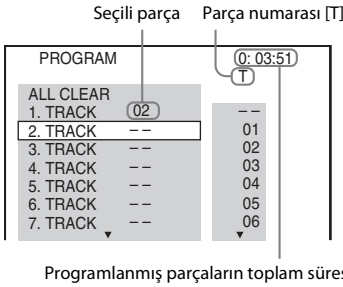 Seçili parça Parça numarası [T]
PROGRAM 0: 03:51
T
ALL CLEAR
1. TRACK 02 – –
2. TRACK – – 01
3. TRACK – – 02
4. TRACK – – 03
5. TRACK – – 04
6. TRACK – – 05
7. TRACK – – 06
Programlanmış parçaların toplam süres